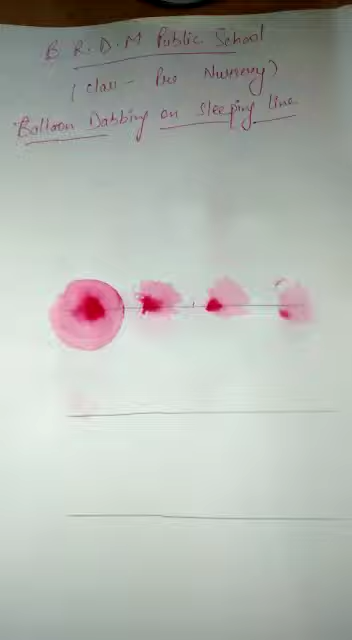 B.R.D.M Public School
(Class - Pre Nursery)
Balloon Dabbing on Sleeping line